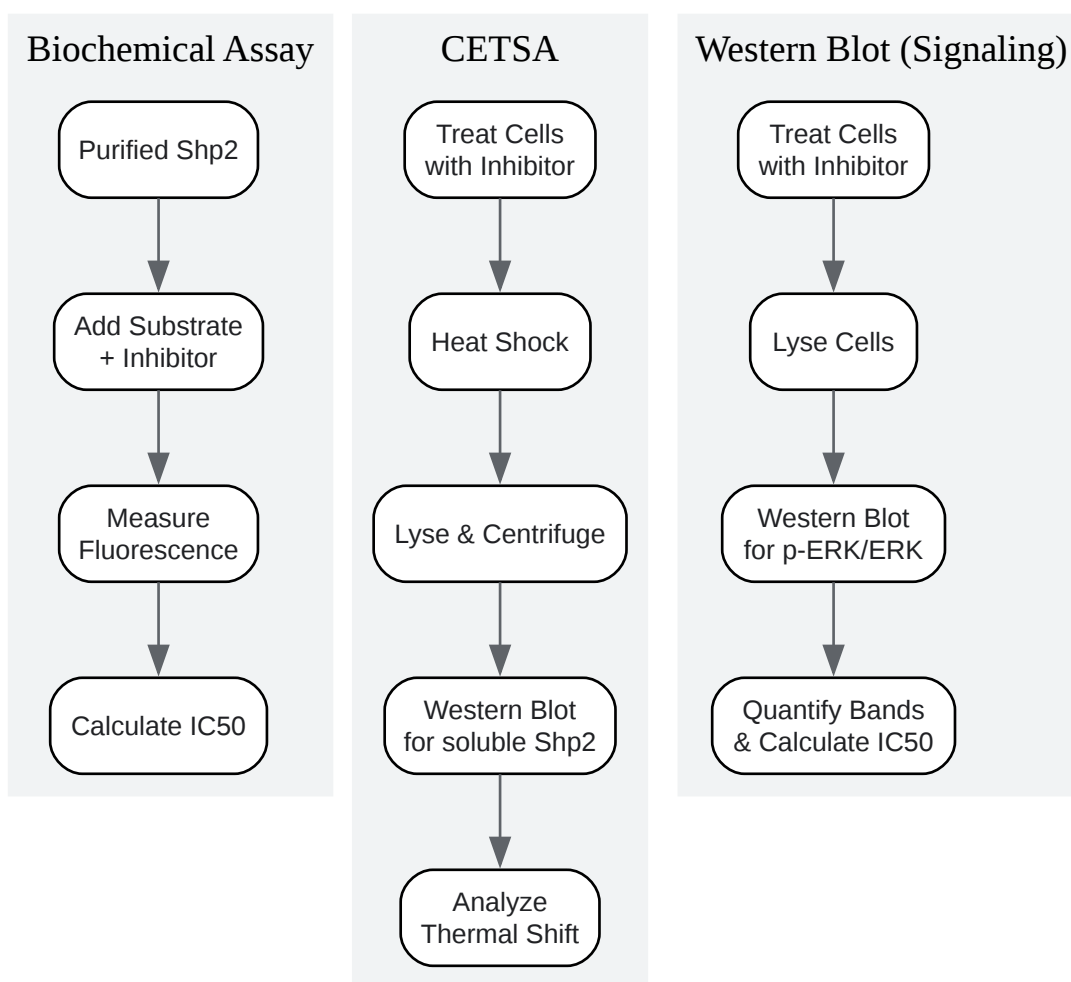 Biochemical Assay
Purified Shp2
Add Substrate
+ Inhibitor
Measure
Fluorescence
Calculate IC50
CETSA
Treat Cells
with Inhibitor
Heat Shock
Lyse & Centrifuge
Western Blot
for soluble Shp2
Analyze
Thermal Shift
Western Blot (Signaling)
Treat Cells
with Inhibitor
Lyse Cells
Western Blot
for p-ERK/ERK
Quantify Bands
& Calculate IC50